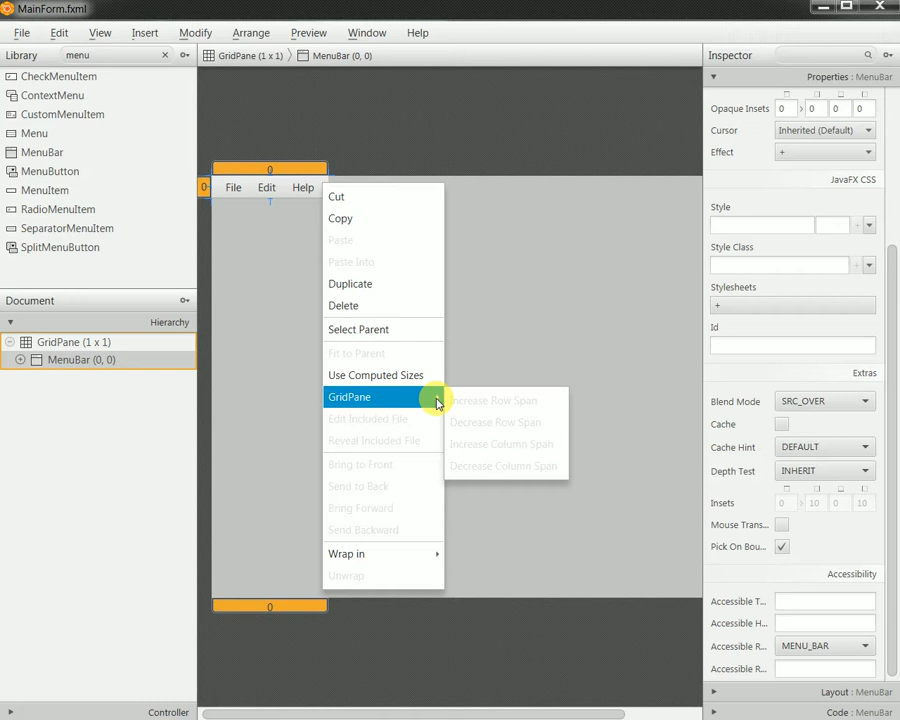 MainForm.fxml
File Edit View Insert Modify Arrange Preview Window Help
Library menu
CheckMenuItem
ContextMenu
CustomMenuItem
Menu
MenuBar
MenuButton
MenuItem
RadioMenuItem
SeparatorMenuItem
SplitMenuButton
Document
Hierarchy
GridPane (1 x 1)
MenuBar (0, 0)
Controller
GridPane (1 x 1) MenuBar (0, 0)
0
0 File Edit Help
Cut
Copy
Paste
Paste Into
Duplicate
Delete
Select Parent
Fit to Parent
Use Computed Sizes
GridPane
Edit Included File
Reveal Included File
Bring to Front
Send to Back
Bring Forward
Send Backward
Wrap in
Unwrap
Increase Row Span
Decrease Row Span
Increase Column Span
Decrease Column Span
0
Inspector
Properties : MenuBar
Opaque Insets 0 > 0 0 0
Cursor Inherited (Default)
Effect +
JavaFX CSS
Style
+
Style Class
+
Stylesheets
+
Id
Extras
Blend Mode SRC_OVER
Cache
Cache Hint DEFAULT
Depth Test INHERIT
Insets 0 > 10 0 10
Mouse Trans...
Pick On Bou...
Accessibility
Accessible T...
Accessible H...
Accessible R... MENU_BAR
Accessible R...
Layout : MenuBar
Code : MenuBar